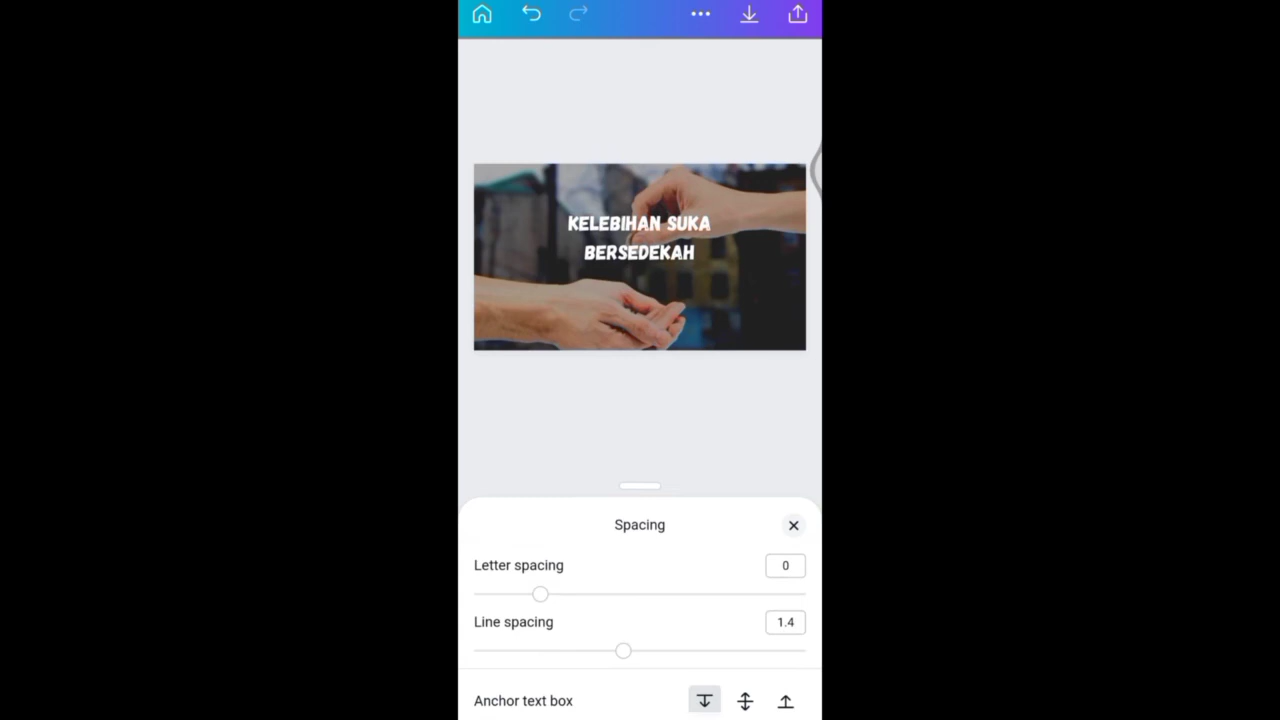 KELEBIHAN SUKA
BERSEDEKAH
Spacing
Letter spacing 0
Line spacing 1.4
Anchor text box